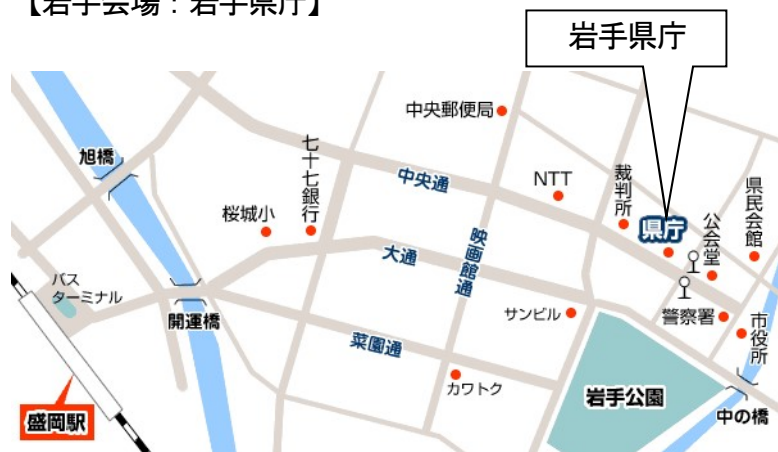 【岩手会場：岩手県庁】
岩手県庁
中央郵便局
旭橋
七十七銀行
中央通
NTT
裁判所
県民会館
桜城小
県庁
公会堂
大通
映画館通
バス
ターミナル
開運橋
サンビル
警察署
市役所
菜園通
カワトク
岩手公園
盛岡駅
中の橋